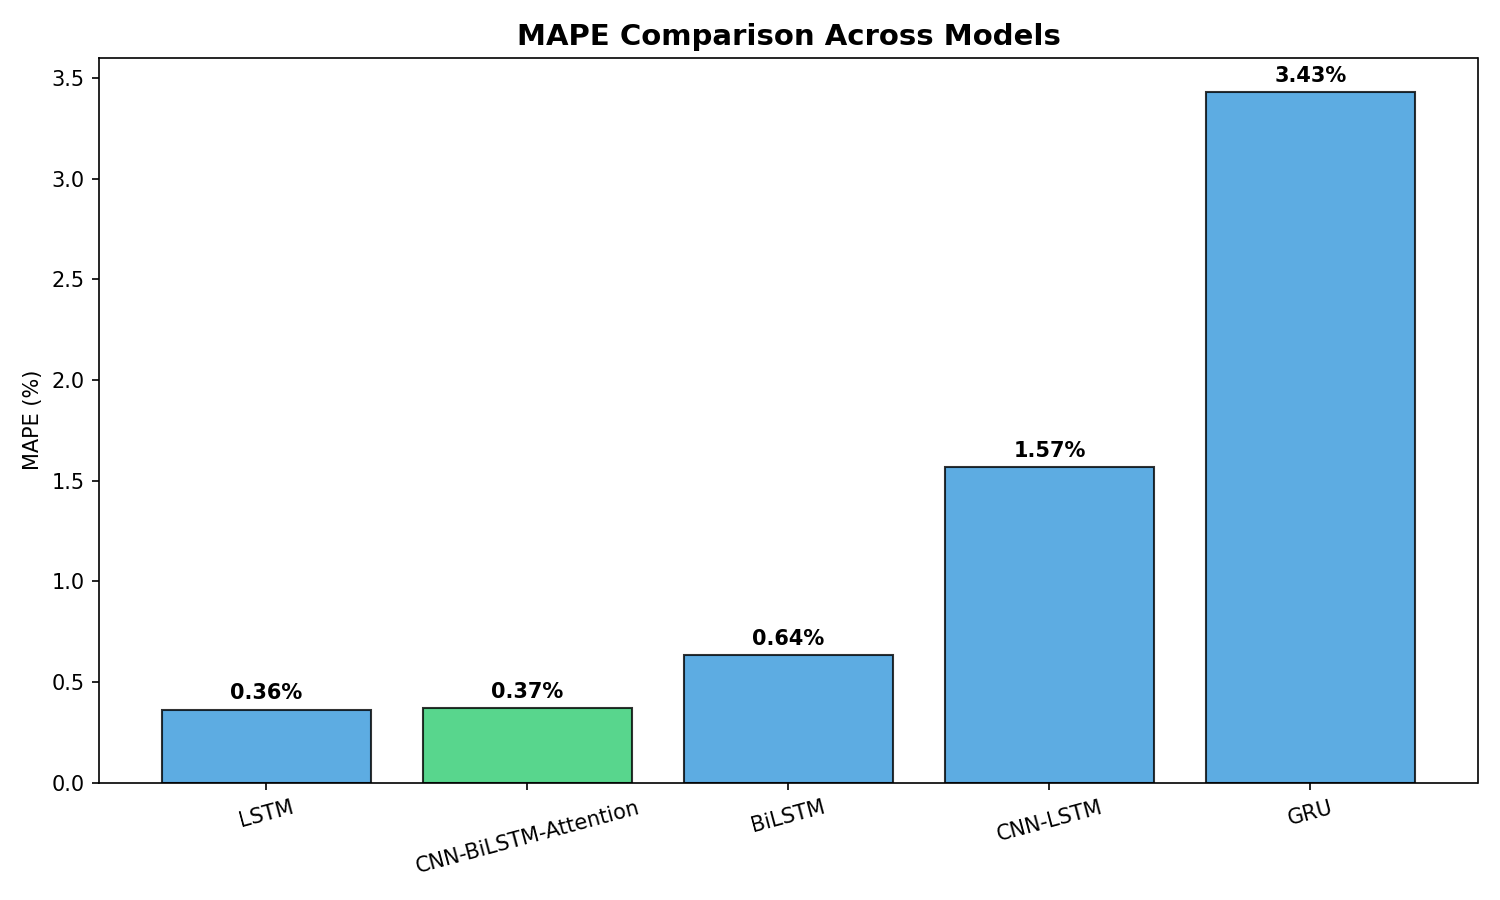 MAPE Comparison Across Models
MAPE (%)
3.5
3.0
2.5
2.0
1.5
1.0
0.5
0.0
0.36%
0.37%
0.64%
1.57%
3.43%
LSTM
CNN-BiLSTM-Attention
BiLSTM
CNN-LSTM
GRU